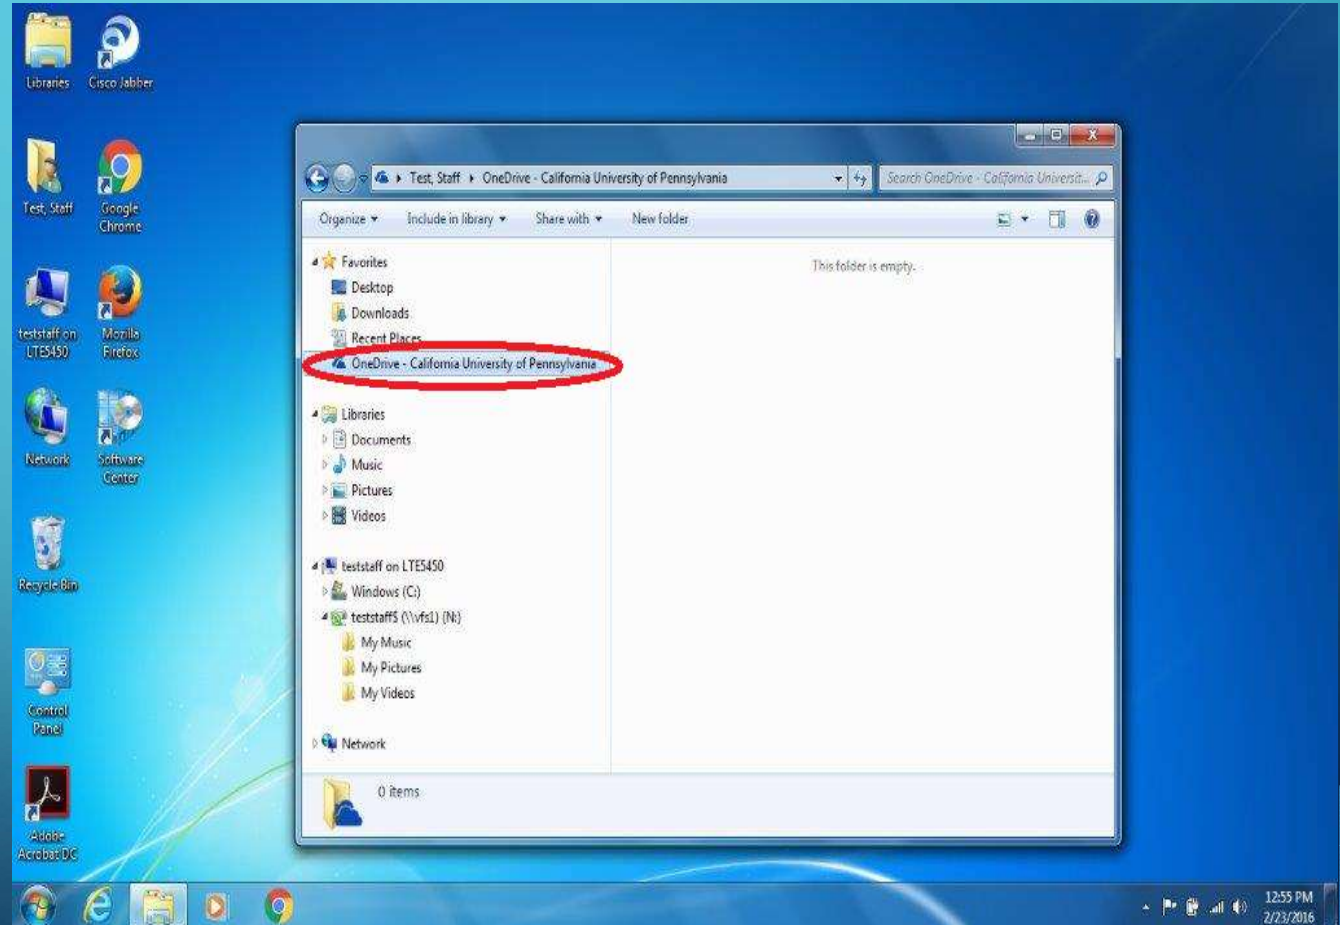 Libraries
Cisco Jabber
Test, Staff
Google
Chrome
teststaff on
LTE5450
Mozilla
Firefox
Network
Software
Center
Recycle Bin
Control
Panel
Adobe
Acrobat DC
Test, Staff OneDrive - California University of Pennsylvania
Search OneDrive - California Universit...
Organize
Include in library
Share with
New folder
Favorites
Desktop
Downloads
Recent Places
OneDrive - California University of Pennsylvania
Libraries
Documents
Music
Pictures
Videos
teststaff on LTE5450
Windows (C:)
teststaff$ (\\vfs1) (N:)
My Music
My Pictures
My Videos
Network
This folder is empty.
0 items
12:55 PM
2/23/2016